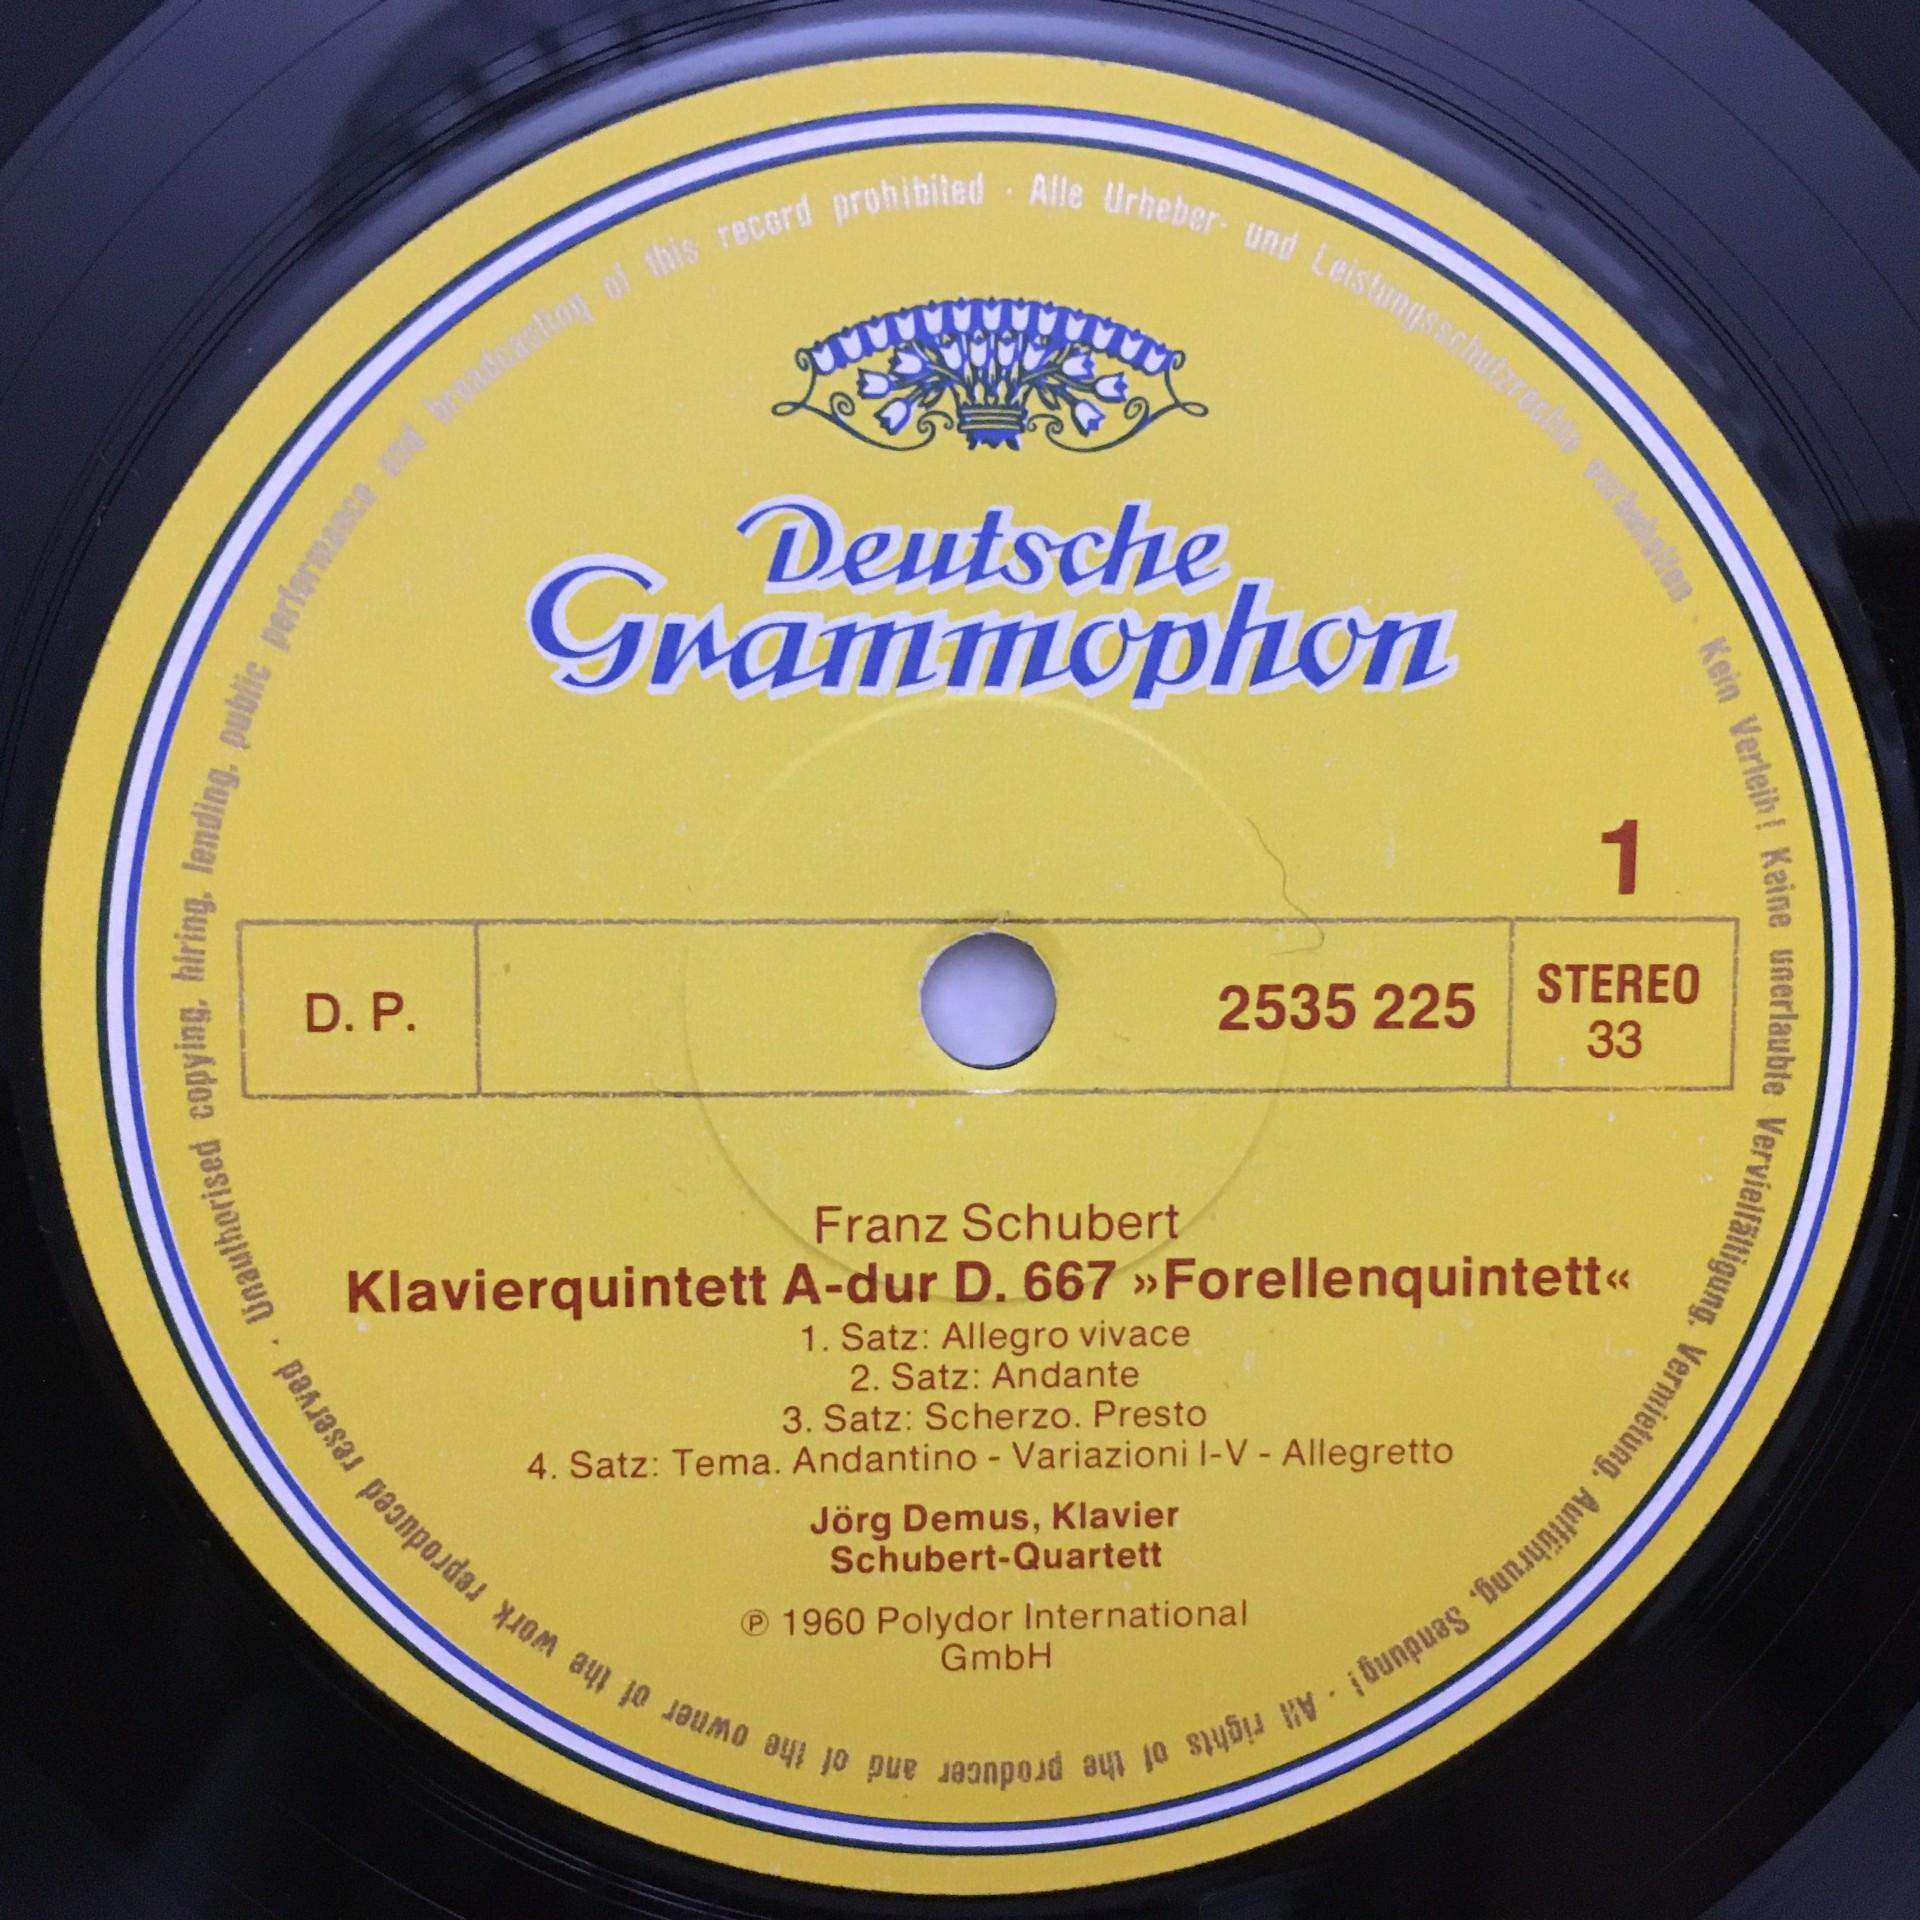 Deutsche
Grammophon
1
D. P.
2535 225
STEREO
33
Franz Schubert
Klavierquintett A-dur D. 667 »Forellenquintett«
1. Satz: Allegro vivace
2. Satz: Andante
3. Satz: Scherzo. Presto
4. Satz: Tema. Andantino - Variazioni I-V - Allegretto
Jörg Demus, Klavier
Schubert-Quartett
℗ 1960 Polydor International
GmbH
Alle Urheber- und Leistungsschutzrechte vorbehalten · Kein Verleih! Keine unerlaubte Vervielfältigung, Vermietung, Aufführung, Sendung! · All rights of the producer and of the owner of the work reproduced reserved · Unauthorised copying, hiring, lending, public performance and broadcasting of this record prohibited ·